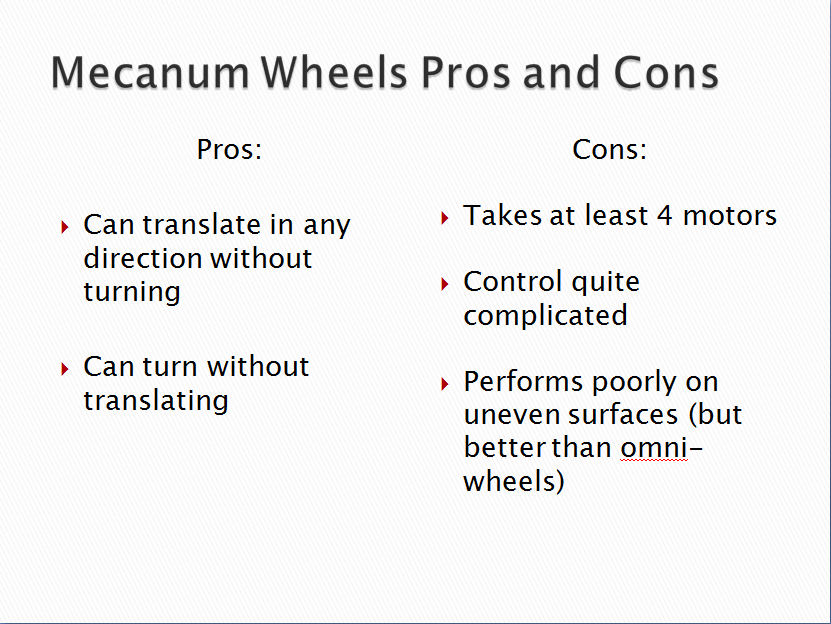 Mecanum Wheels Pros and Cons
Pros:
Can translate in any
direction without
turning
Can turn without
translating
Cons:
Takes at least 4 motors
Control quite
complicated
Performs poorly on
uneven surfaces (but
better than omni-
wheels)